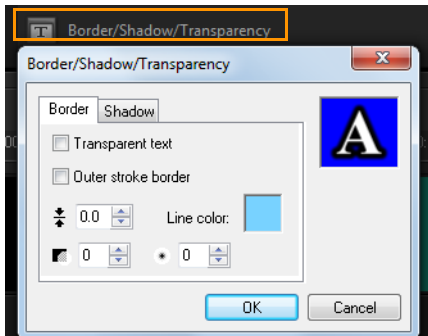 T Border/Shadow/Transparency
Border/Shadow/Transparency
Border Shadow
Transparent text
Outer stroke border
0.0 Line color:
0 0
A
OK Cancel